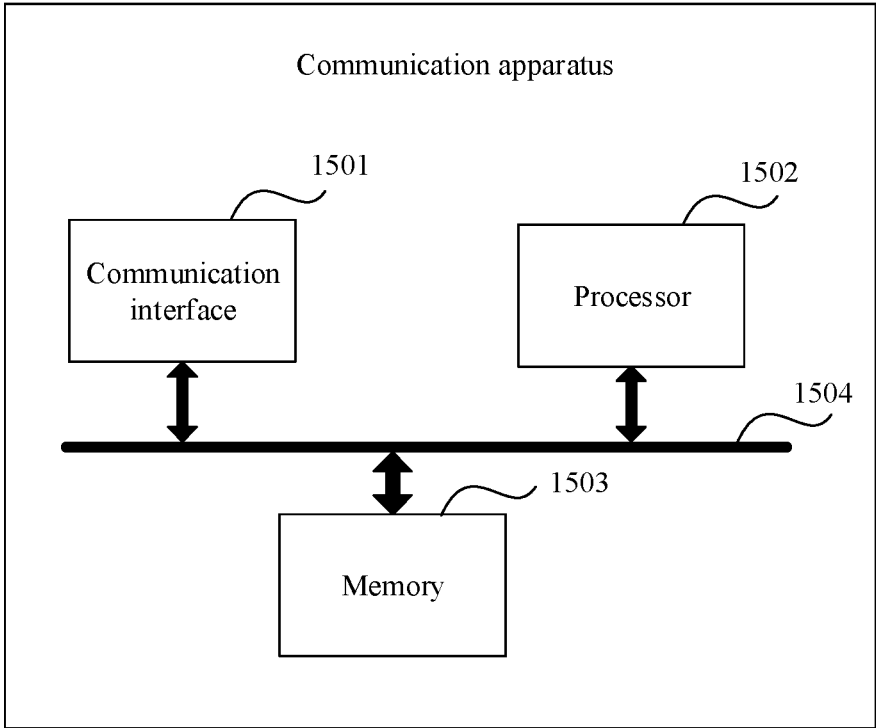 Communication apparatus
1501
1502
Communication
interface
Processor
1504
1503
Memory